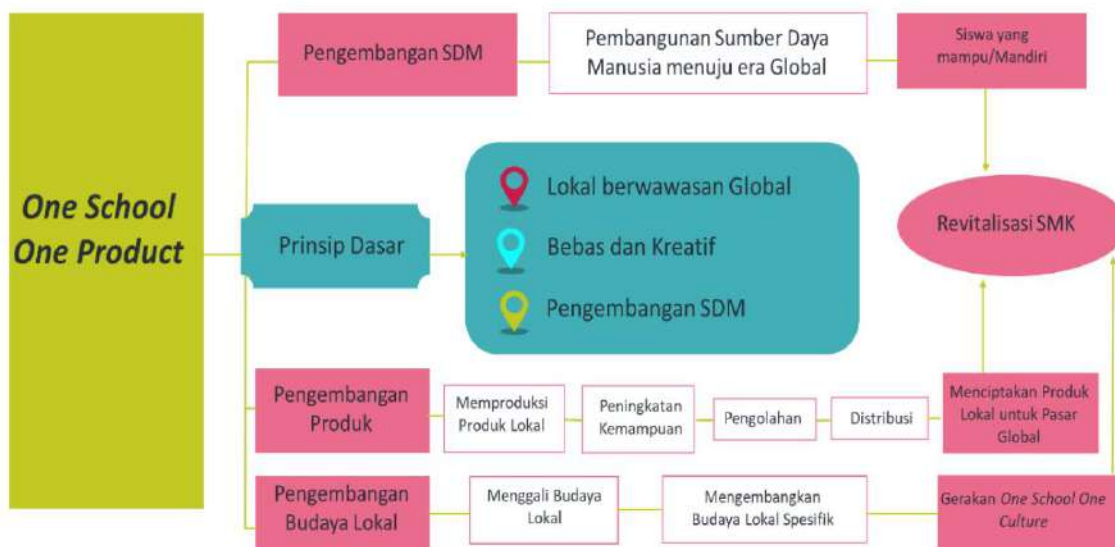 One School
One Product
Pengembangan SDM
Pembangunan Sumber Daya
Manusia menuju era Global
Siswa yang
mampu/Mandiri
Prinsip Dasar
Lokal berwawasan Global
Bebas dan Kreatif
Pengembangan SDM
Revitalisasi SMK
Pengembangan
Produk
Memproduksi
Produk Lokal
Peningkatan
Kemampuan
Pengolahan
Distribusi
Menciptakan Produk
Lokal untuk Pasar
Global
Pengembangan
Budaya Lokal
Menggali Budaya
Lokal
Mengembangkan
Budaya Lokal Spesifik
Gerakan One School One
Culture